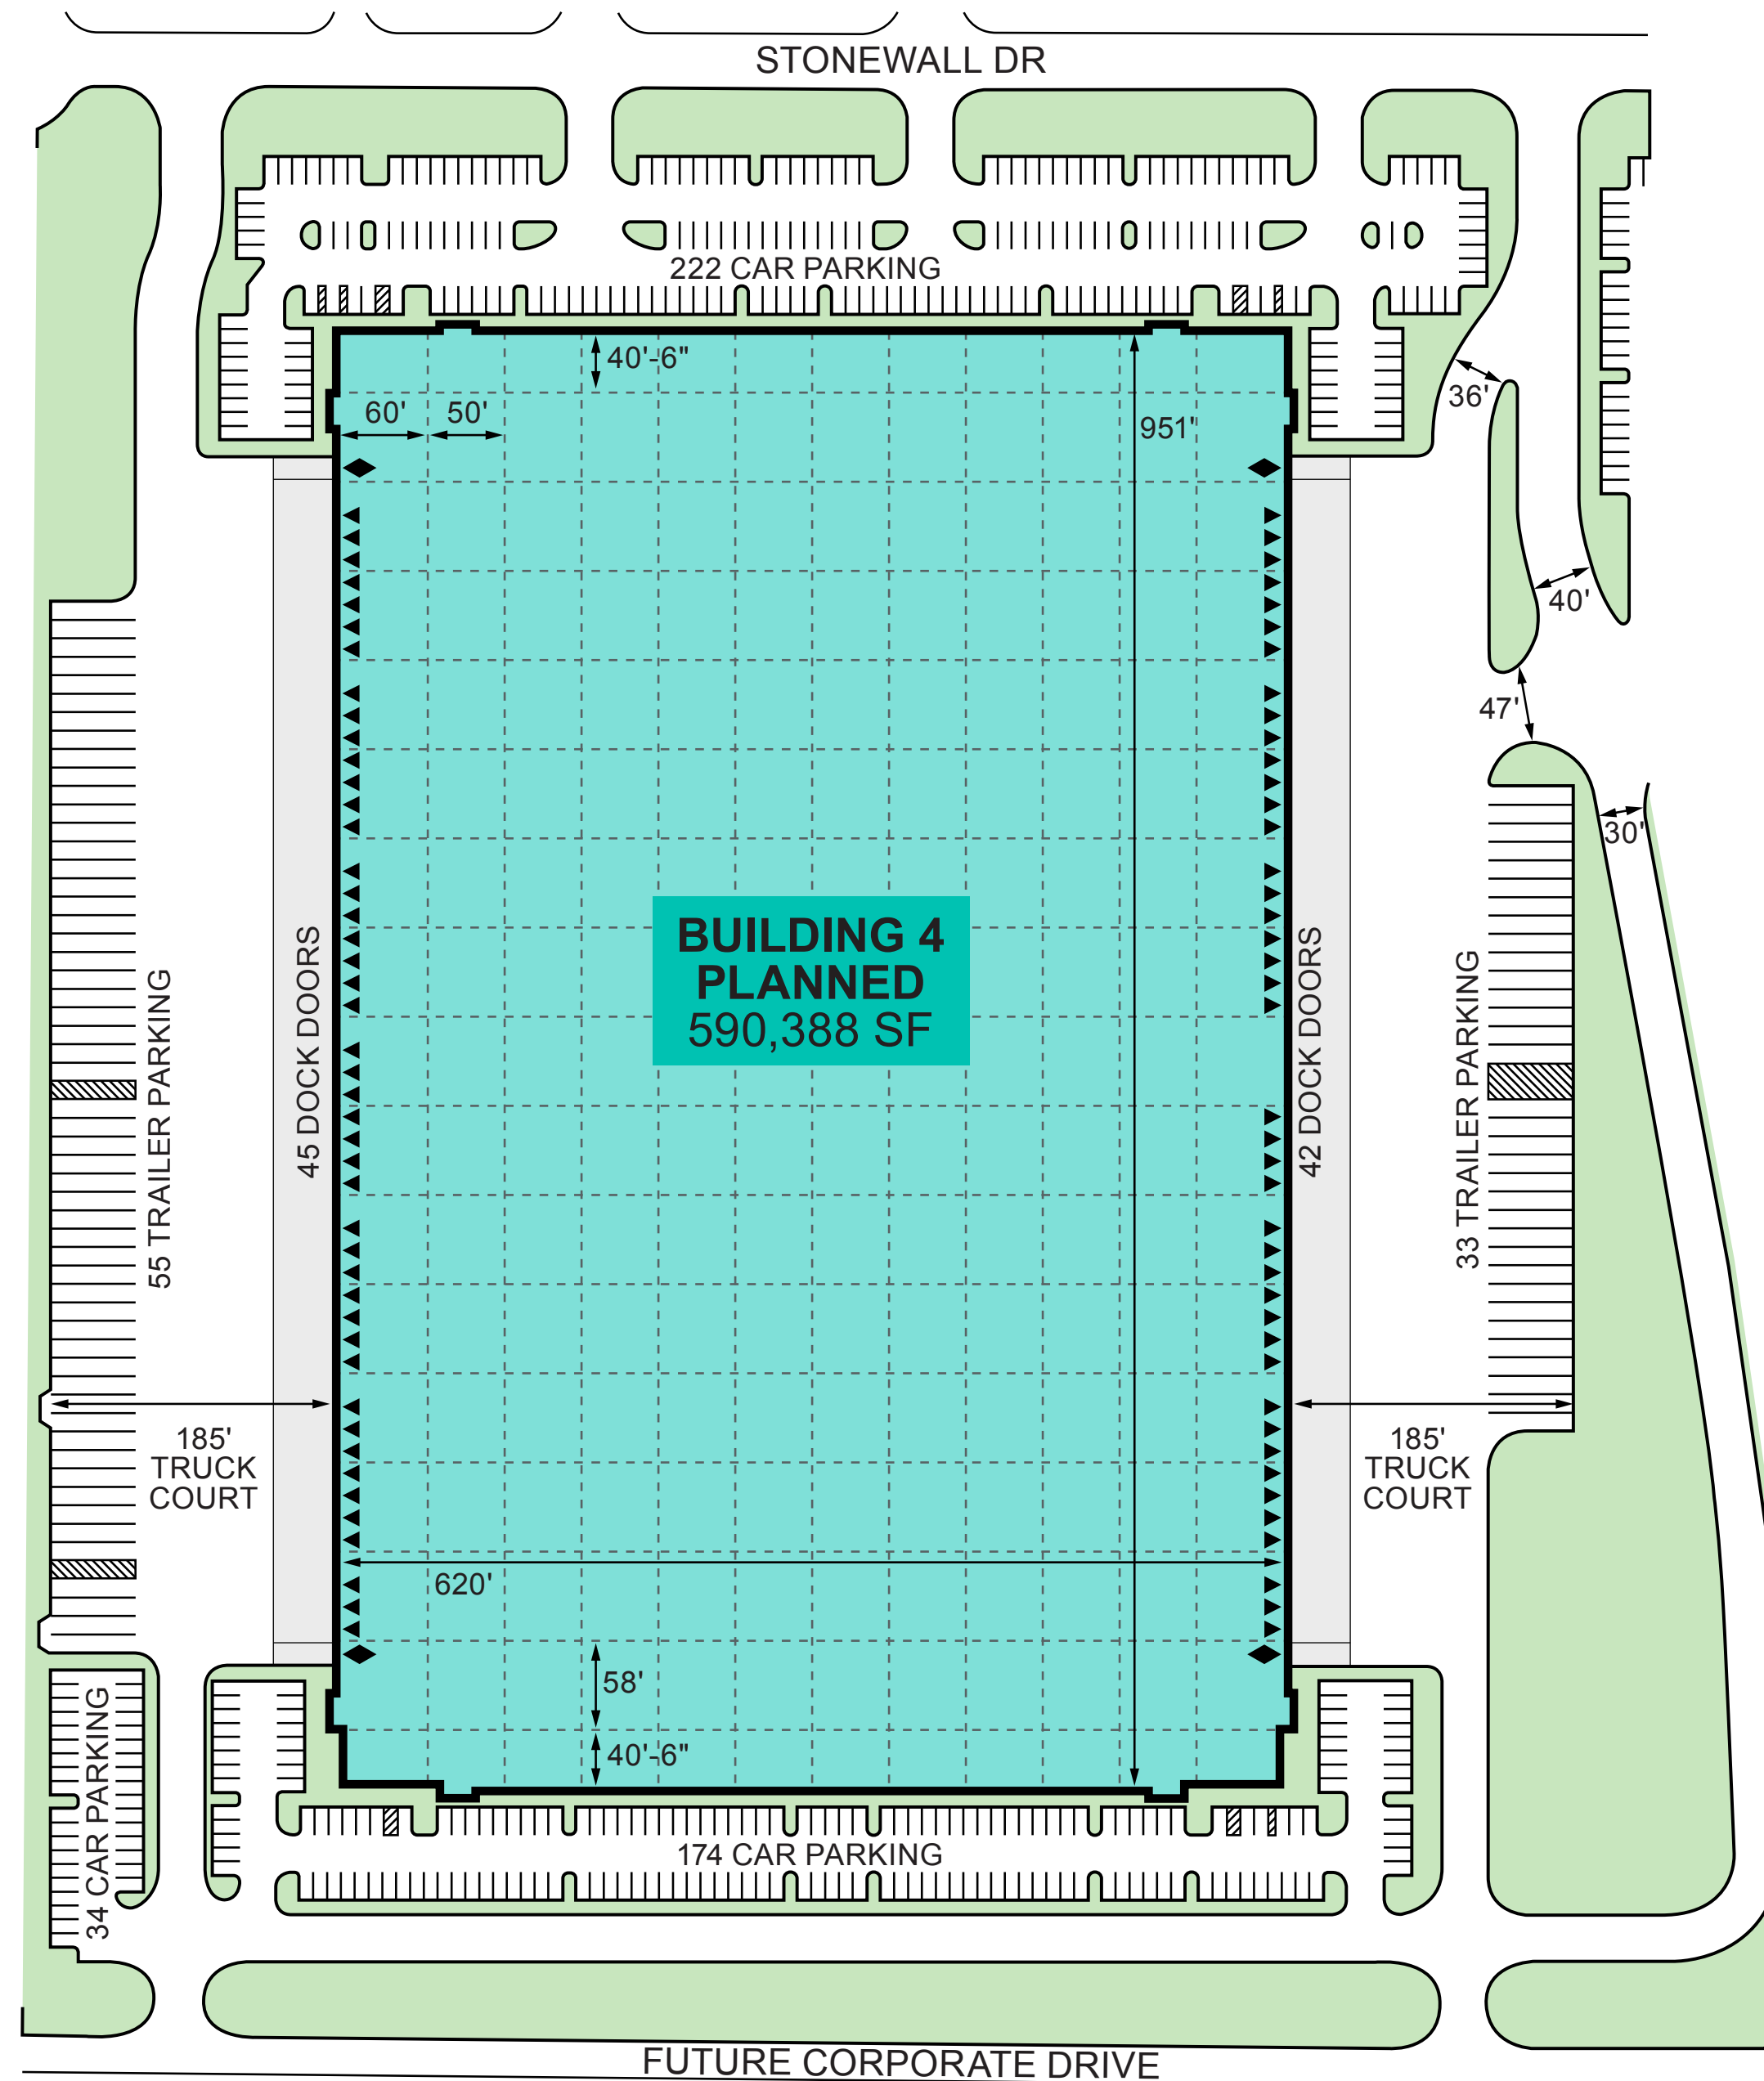 STONEWALL DR
222 CAR PARKING
40'-6"
60'
50'
951'
36'
40'
47'
30'
BUILDING 4
PLANNED
590,388 SF
45 DOCK DOORS
42 DOCK DOORS
55 TRAILER PARKING
33 TRAILER PARKING
185'
TRUCK
COURT
185'
TRUCK
COURT
620'
58'
40'-6"
34 CAR PARKING
174 CAR PARKING
FUTURE CORPORATE DRIVE